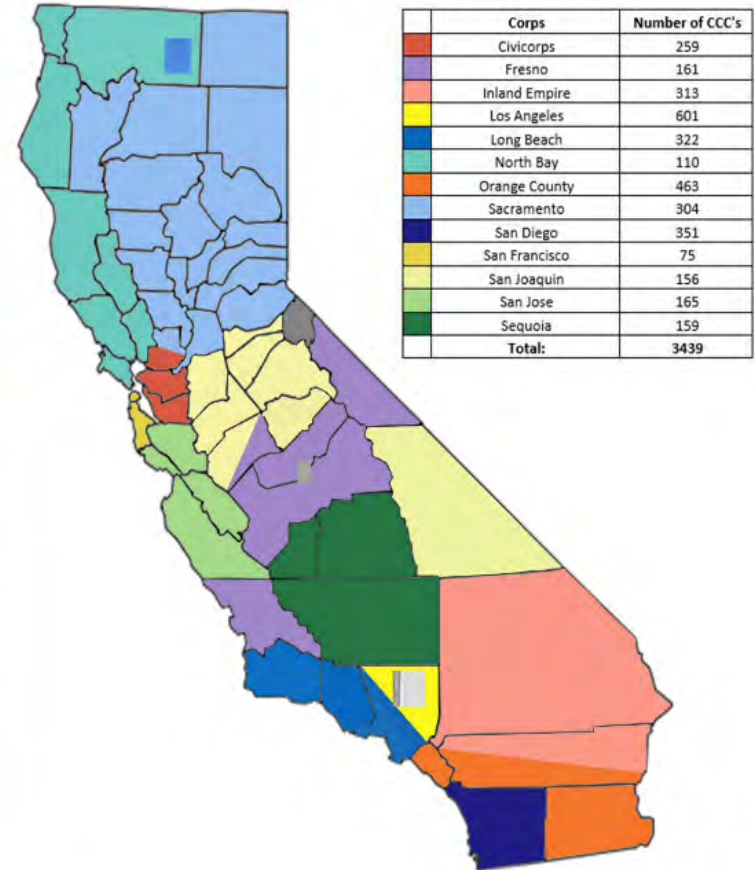 Corps Number of CCC's
Civicorps 259
Fresno 161
Inland Empire 313
Los Angeles 601
Long Beach 322
North Bay 110
Orange County 463
Sacramento 304
San Diego 351
San Francisco 75
San Joaquin 156
San Jose 165
Sequoia 159
Total: 3439